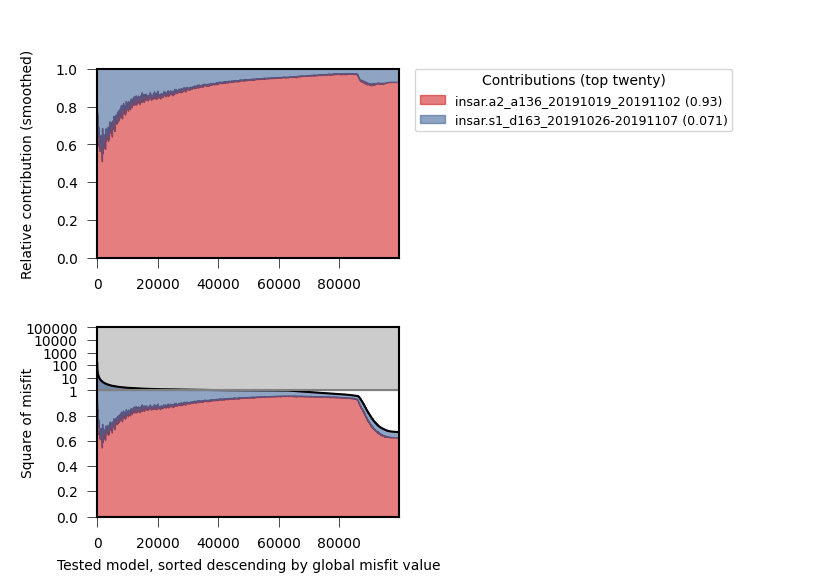 Relative contribution (smoothed)
1.0
0.8
0.6
0.4
0.2
0.0
0 20000 40000 60000 80000
Contributions (top twenty)
insar.a2_a136_20191019_20191102 (0.93)
insar.s1_d163_20191026-20191107 (0.071)
Square of misfit
100000
10000
1000
100
10
1
0.8
0.6
0.4
0.2
0.0
0 20000 40000 60000 80000
Tested model, sorted descending by global misfit value